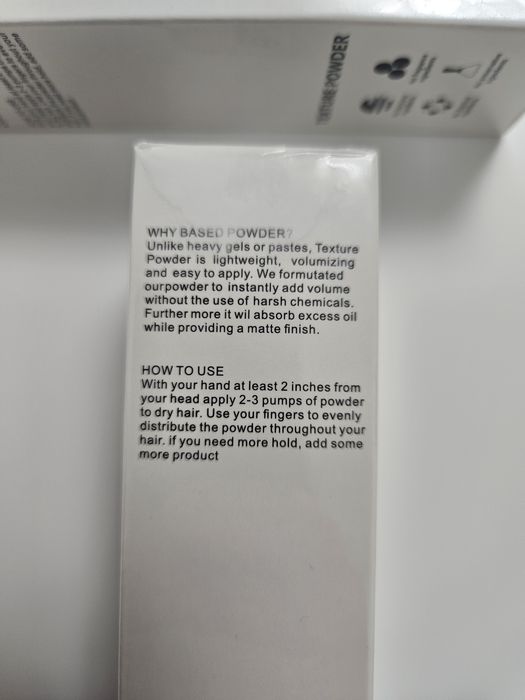 TEXTURE POWDER
WHY BASED POWDER?
Unlike heavy gels or pastes, Texture
Powder is lightweight, volumizing
and easy to apply. We formutated
ourpowder to instantly add volume
without the use of harsh chemicals.
Further more it wil absorb excess oil
while providing a matte finish.
HOW TO USE
With your hand at least 2 inches from
your head apply 2-3 pumps of powder
to dry hair. Use your fingers to evenly
distribute the powder throughout your
hair. if you need more hold, add some
more product